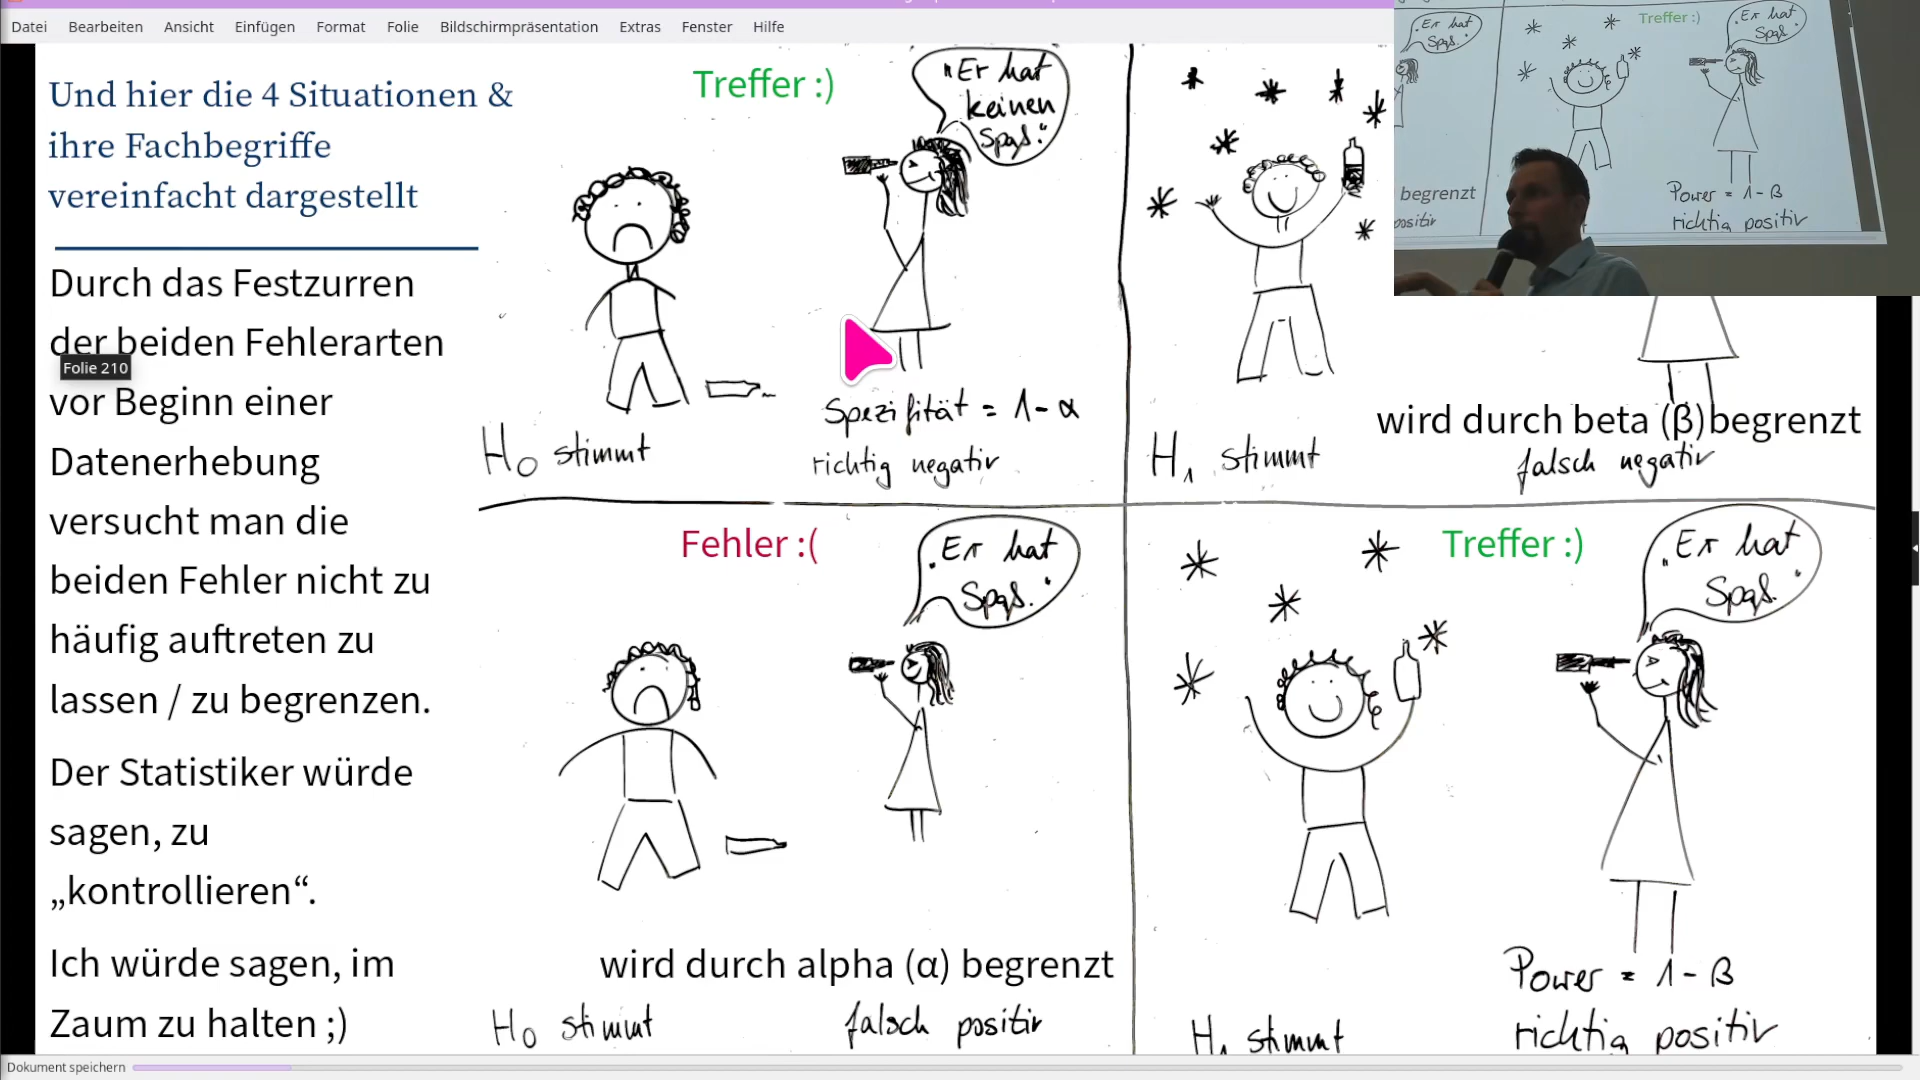 Datei Bearbeiten Ansicht Einfügen Format Folie Bildschirmpräsentation Extras Fenster Hilfe
Und hier die 4 Situationen &
ihre Fachbegriffe
vereinfacht dargestellt
Durch das Festzurren
der beiden Fehlerarten
Folie 210
vor Beginn einer
Datenerhebung
versucht man die
beiden Fehler nicht zu
häufig auftreten zu
lassen / zu begrenzen.
Der Statistiker würde
sagen, zu
„kontrollieren“.
Ich würde sagen, im
Zaum zu halten ;)
Treffer :)
"Er hat
keinen
Spaß."
Spezifität = 1-α
H0 stimmt
richtig negativ
wird durch beta (β) begrenzt
H1 stimmt
falsch negativ
Fehler :(
"Er hat
Spaß."
wird durch alpha (α) begrenzt
H0 stimmt
falsch positiv
Treffer :)
"Er hat
Spaß."
Power = 1-β
H1 stimmt
richtig positiv
"Er hat
Spaß."
Treffer :)
"Er hat
Spaß."
begrenzt
positiv
Power = 1-β
richtig positiv
Dokument speichern